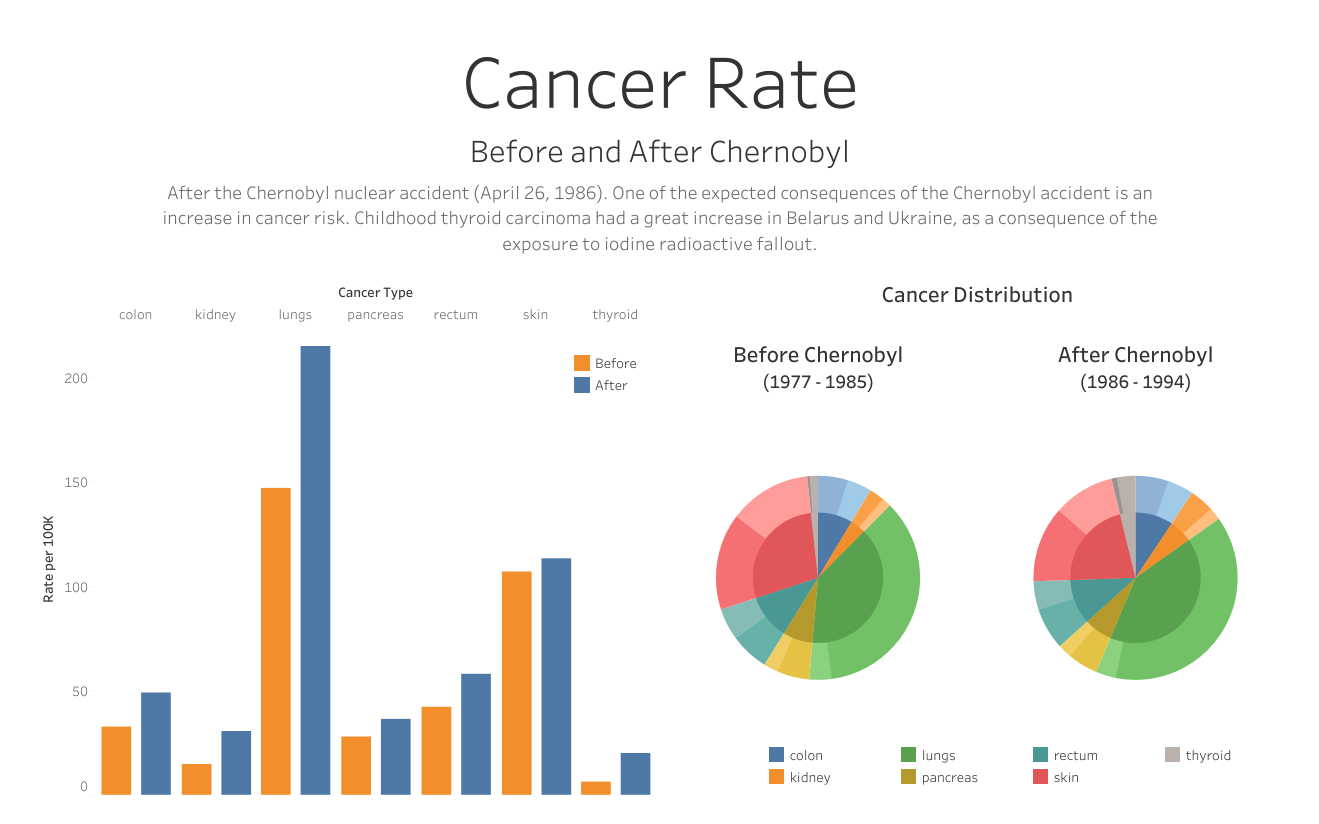 Cancer Rate
Before and After Chernobyl
After the Chernobyl nuclear accident (April 26, 1986). One of the expected consequences of the Chernobyl accident is an
increase in cancer risk. Childhood thyroid carcinoma had a great increase in Belarus and Ukraine, as a consequence of the
exposure to iodine radioactive fallout.
Cancer Type
colon kidney lungs pancreas rectum skin thyroid
Before
After
200
150
100
50
0
Rate per 100K
Cancer Distribution
Before Chernobyl
(1977 - 1985)
After Chernobyl
(1986 - 1994)
colon lungs rectum thyroid
kidney pancreas skin